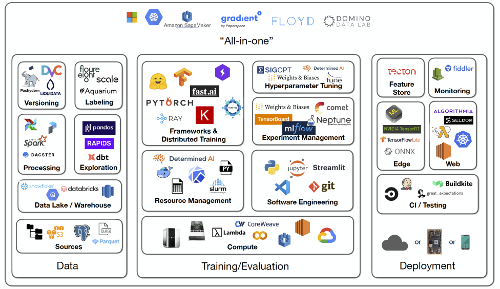 Amazon SageMaker
gradient
by Paperspace
FLOYD
DOMINO
DATA LAB
"All-in-one"
Pachyderm
DVC
LIQUIDATA
Versioning
figure
eight
scale
Aquarium
Labeling
Spark
DAGSTER
Processing
pandas
RAPIDS
dbt
Exploration
snowflake
databricks
Data Lake / Warehouse
S3
Parquet
Sources
Data
fast.ai
PYTORCH
RAY
K
Frameworks &
Distributed Training
SIGOPT
Determined AI
Weights & Biases
tune
Hyperparameter Tuning
Weights & Biases
comet
TensorBoard
Neptune
mlflow
Experiment Management
Determined AI
slurm
Resource Management
jupyter
Streamlit
git
Software Engineering
CoreWeave
Lambda
Compute
Training/Evaluation
tecton
Feature
Store
fiddler
Monitoring
NVIDIA TensorRT
TensorFlowLite
ONNX
Edge
ALGORITHMIA
SELDON
Web
Buildkite
great_expectations
CI / Testing
or
or
Deployment